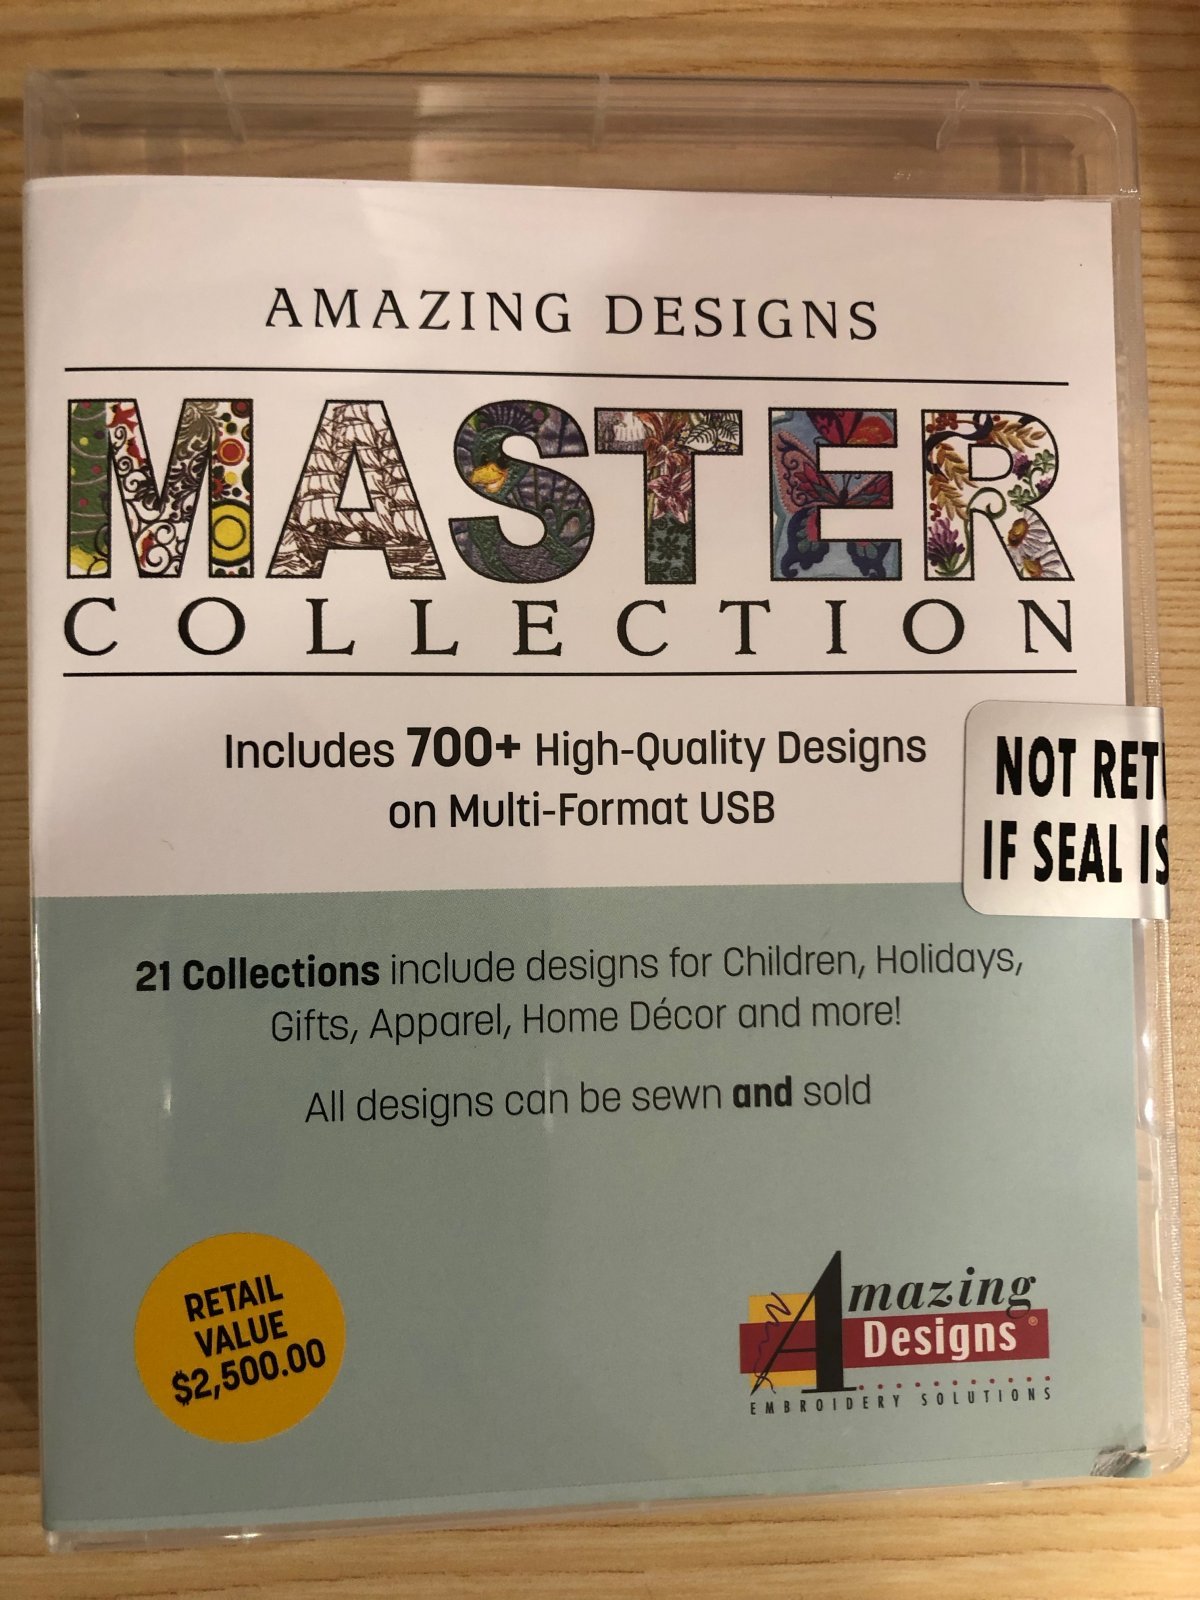 AMAZING DESIGNS
MASTER
COLLECTION
Includes 700+ High-Quality Designs
on Multi-Format USB
NOT RET
IF SEAL IS
21 Collections include designs for Children, Holidays,
Gifts, Apparel, Home Décor and more!
All designs can be sewn and sold
RETAIL
VALUE
$2,500.00
Amazing
Designs®
EMBROIDERY SOLUTIONS